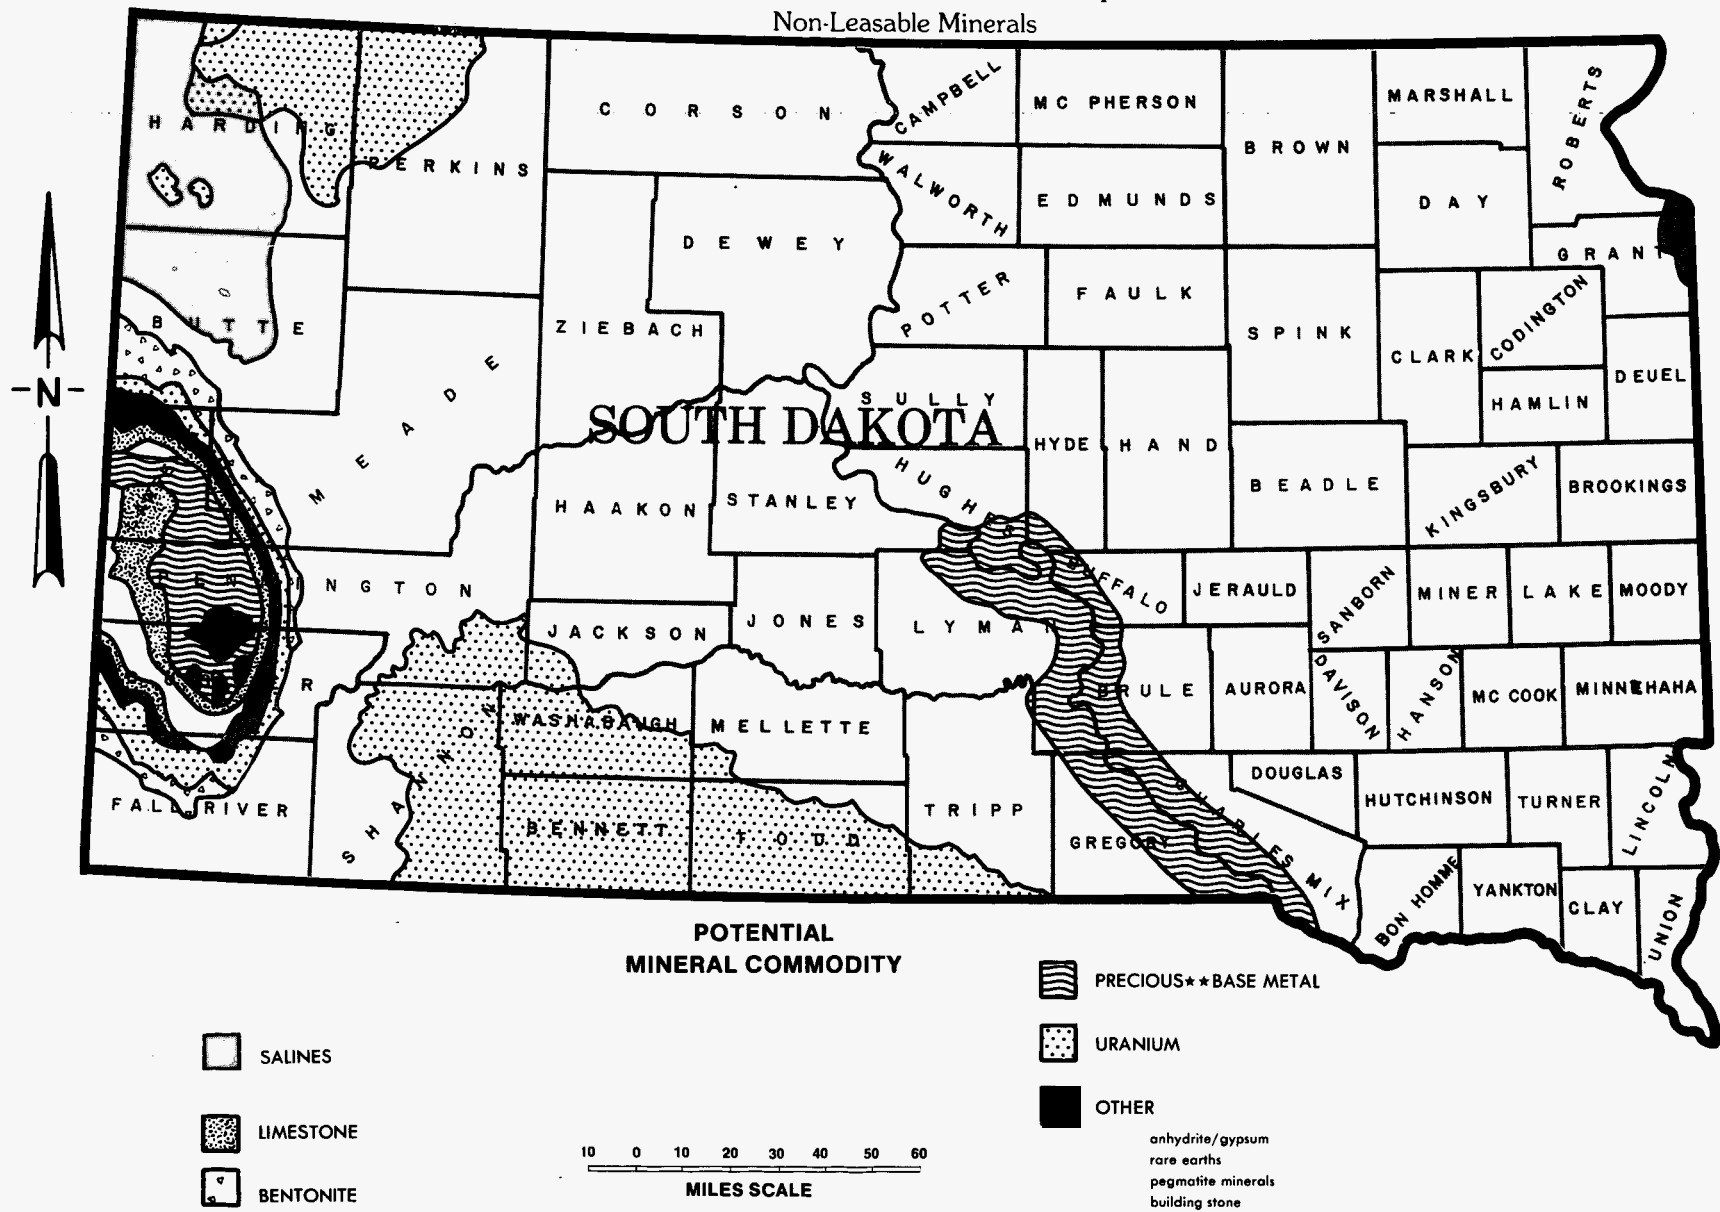 Non-Leasable Minerals
HARDING
PERKINS
CORSON
CAMPBELL
MC PHERSON
BROWN
MARSHALL
ROBERTS
WALWORTH
EDMUNDS
DAY
DEWEY
GRANT
POTTER
FAULK
BUTTE
ZIEBACH
SPINK
CLARK
CODINGTON
DEUEL
MEADE
SULLY
HAMLIN
SOUTH DAKOTA
-N-
HYDE
HAND
HUGHES
HAAKON
STANLEY
BEADLE
KINGSBURY
BROOKINGS
PENNINGTON
BUFFALO
JERAULD
SANBORN
MINER
LAKE
MOODY
JACKSON
JONES
LYMAN
R
BRULE
AURORA
DAVISON
HANSON
MC COOK
MINNEHAHA
WASHABAUGH
MELLETTE
SHANNON
FALL RIVER
BENNETT
TODD
TRIPP
GREGORY
CHARLES MIX
DOUGLAS
HUTCHINSON
TURNER
LINCOLN
BON HOMME
YANKTON
CLAY
UNION
POTENTIAL
MINERAL COMMODITY
PRECIOUS★★BASE METAL
URANIUM
SALINES
OTHER
LIMESTONE
anhydrite/gypsum
rare earths
pegmatite minerals
building stone
BENTONITE
10 0 10 20 30 40 50 60
MILES SCALE